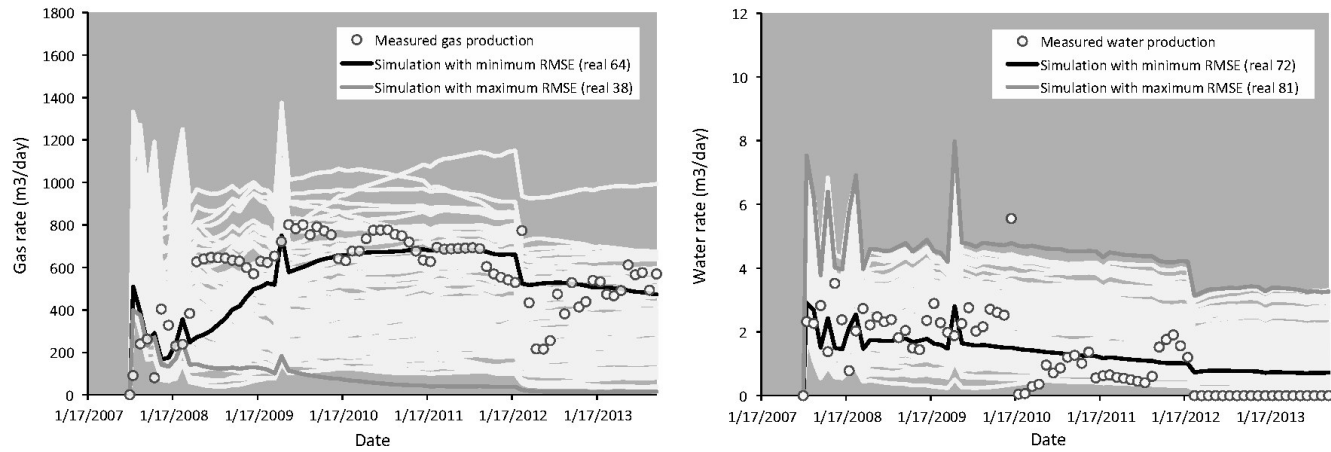 1800
1600
1400
1200
1000
800
600
400
200
0
Gas rate (m3/day)
Measured gas production
Simulation with minimum RMSE (real 64)
Simulation with maximum RMSE (real 38)
1/17/2007 1/17/2008 1/17/2009 1/17/2010 1/17/2011 1/17/2012 1/17/2013
Date
12
10
8
6
4
2
0
Water rate (m3/day)
Measured water production
Simulation with minimum RMSE (real 72)
Simulation with maximum RMSE (real 81)
1/17/2007 1/17/2008 1/17/2009 1/17/2010 1/17/2011 1/17/2012 1/17/2013
Date